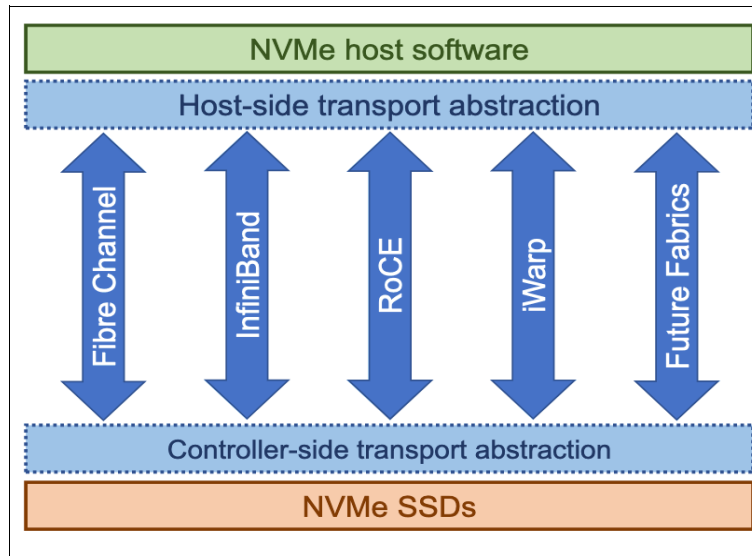 NVMe host software
Host-side transport abstraction
Fibre Channel
InfiniBand
RoCE
iWarp
Future Fabrics
Controller-side transport abstraction
NVMe SSDs